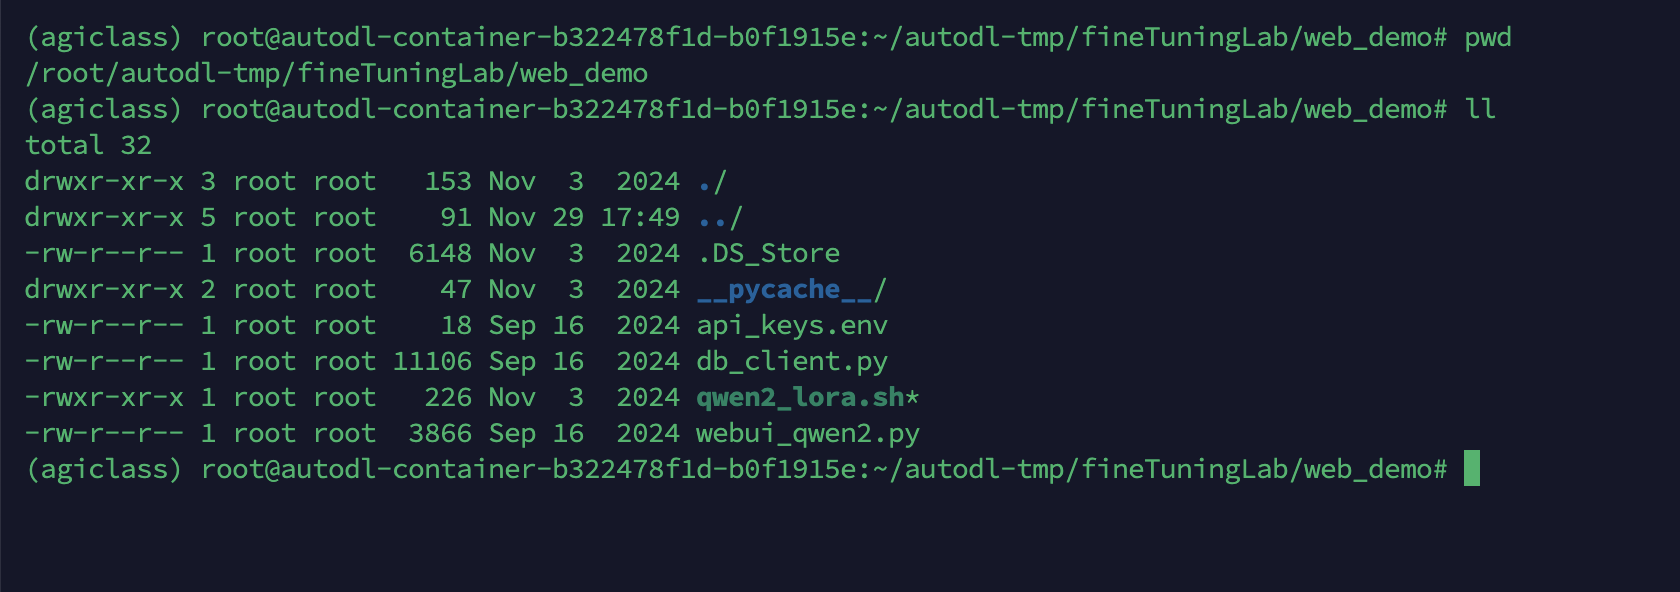 (agiclass) root@autodl-container-b322478f1d-b0f1915e:~/autodl-tmp/fineTuningLab/web_demo# pwd
/root/autodl-tmp/fineTuningLab/web_demo
(agiclass) root@autodl-container-b322478f1d-b0f1915e:~/autodl-tmp/fineTuningLab/web_demo# ll
total 32
drwxr-xr-x 3 root root   153 Nov  3  2024 ./
drwxr-xr-x 5 root root    91 Nov 29 17:49 ../
-rw-r--r-- 1 root root  6148 Nov  3  2024 .DS_Store
drwxr-xr-x 2 root root    47 Nov  3  2024 __pycache__/
-rw-r--r-- 1 root root    18 Sep 16  2024 api_keys.env
-rw-r--r-- 1 root root 11106 Sep 16  2024 db_client.py
-rwxr-xr-x 1 root root   226 Nov  3  2024 qwen2_lora.sh*
-rw-r--r-- 1 root root  3866 Sep 16  2024 webui_qwen2.py
(agiclass) root@autodl-container-b322478f1d-b0f1915e:~/autodl-tmp/fineTuningLab/web_demo#